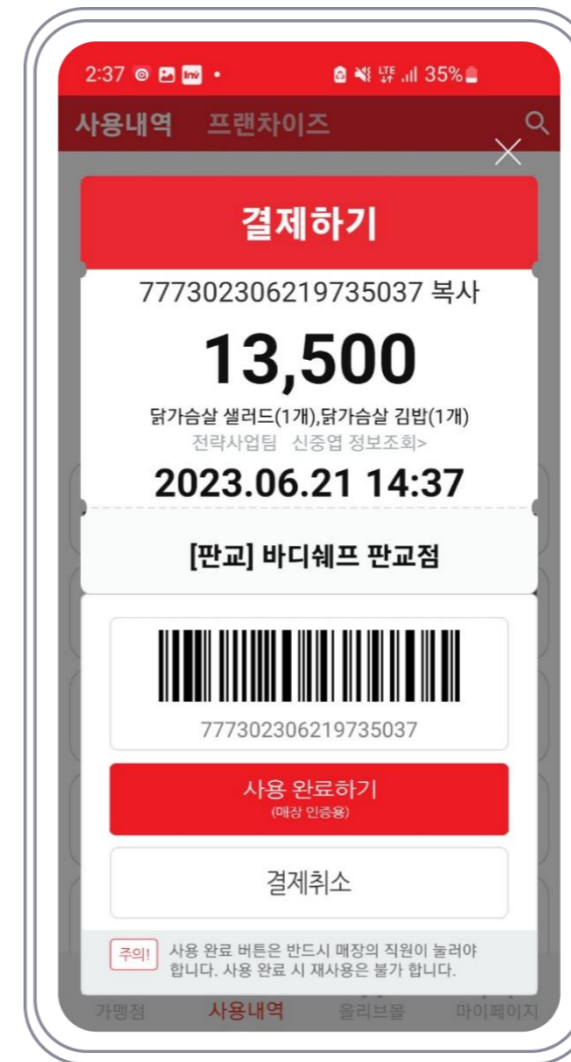 2:37
LTE 35%
사용내역 프랜차이즈
결제하기
777302306219735037 복사
13,500
닭가슴살 샐러드(1개),닭가슴살 김밥(1개)
전략사업팀 신중엽 정보조회>
2023.06.21 14:37
[판교] 바디쉐프 판교점
777302306219735037
사용 완료하기
(매장 인증용)
결제취소
주의! 사용 완료 버튼은 반드시 매장의 직원이 눌러야
합니다. 사용 완료 시 재사용은 불가 합니다.
가맹점 사용내역 올리브몰 마이페이지